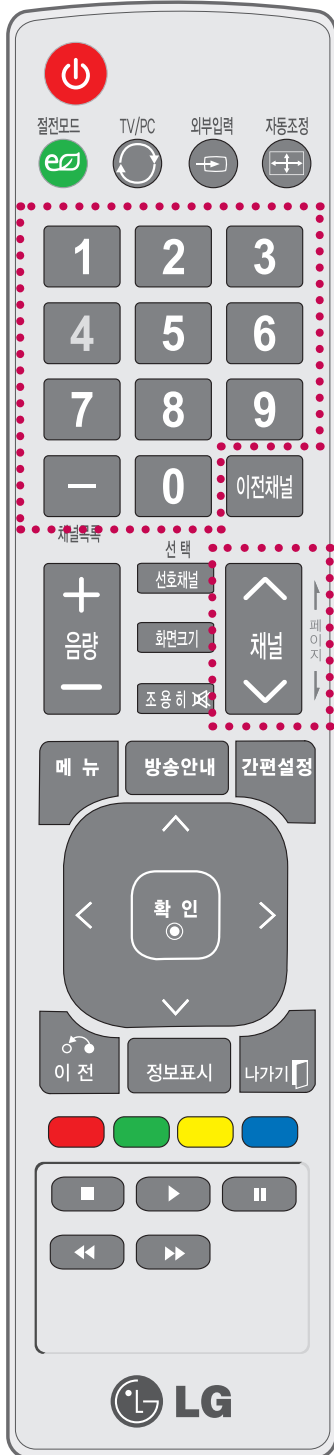 절전모드 TV/PC 외부입력 자동조정
1 2 3
4 5 6
7 8 9
— 0 이전채널
채널목록
선 택
선호채널
+ 음량 —
화면크기
조 용 히
채널
페이지
메 뉴 방송안내 간편설정
확 인
이 전 정보표시 나가기
LG